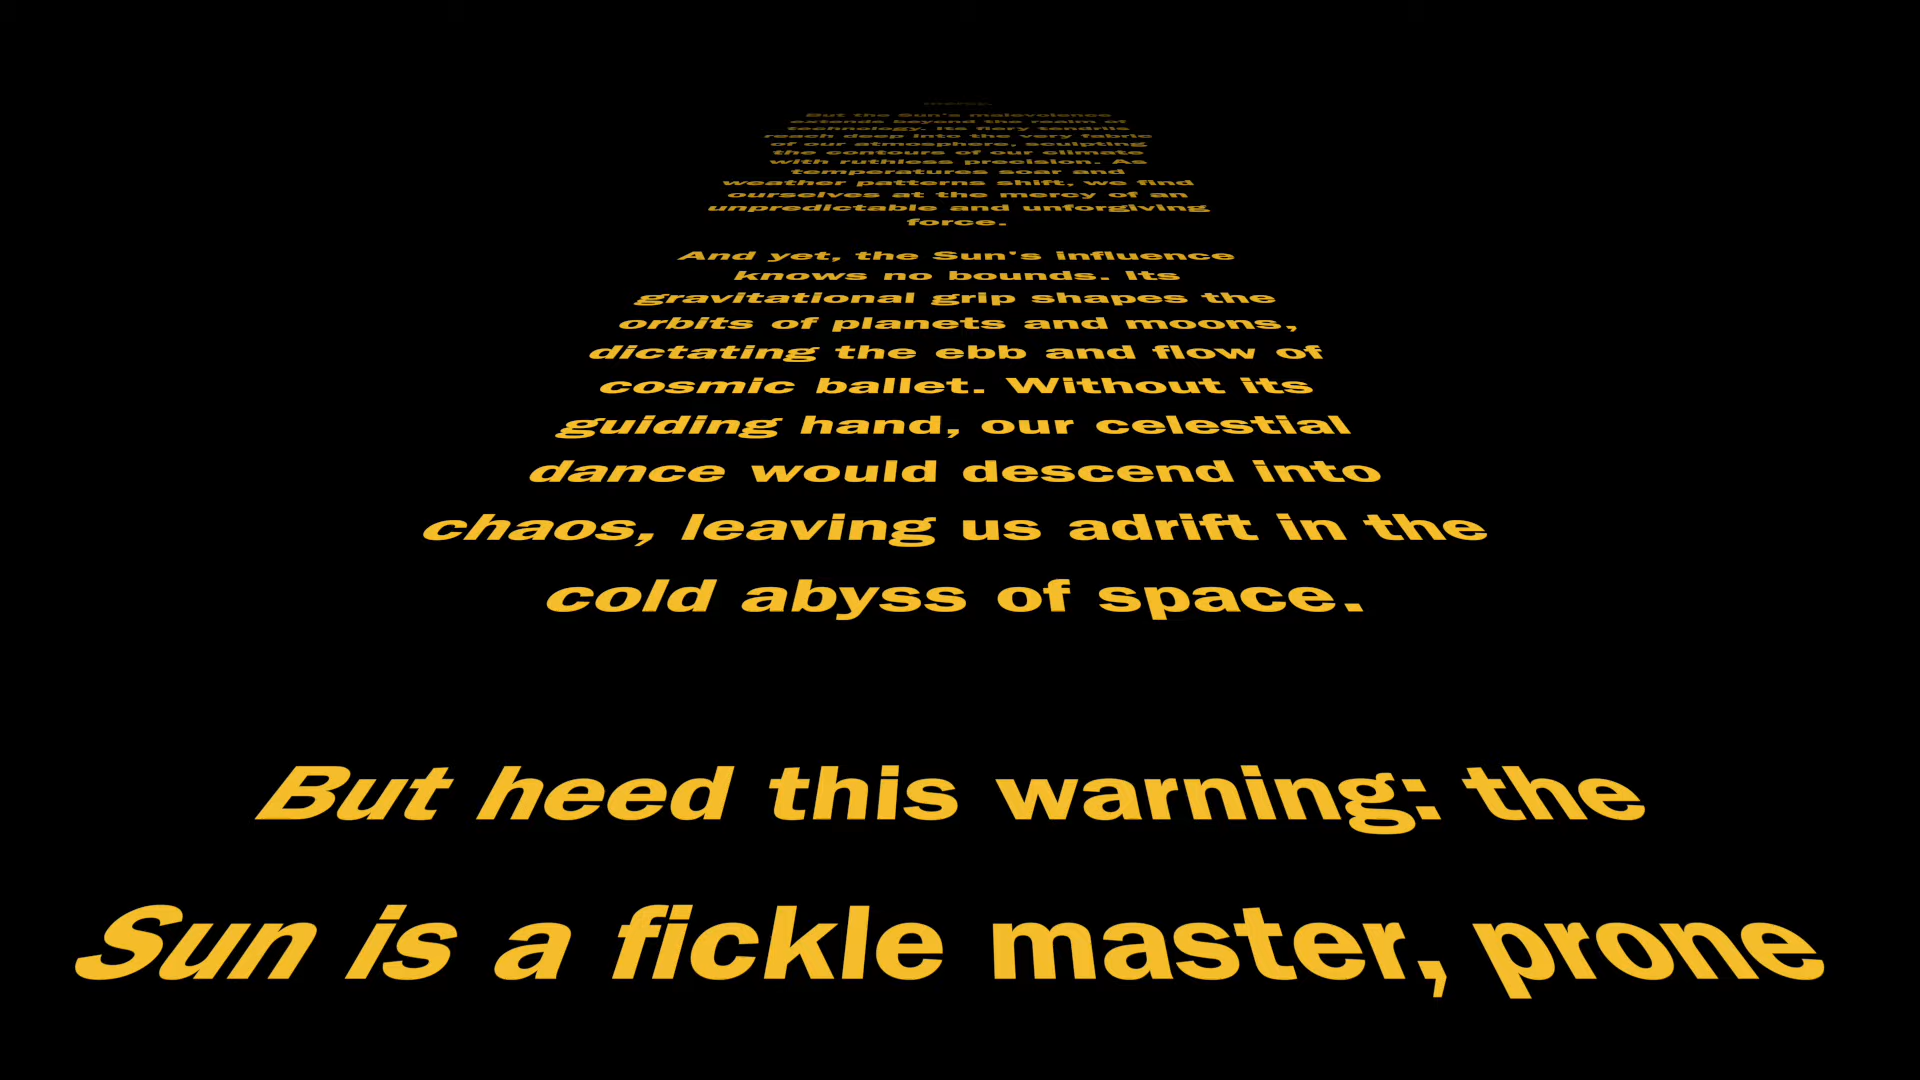 mercy.
But the Sun's malevolence
extends beyond the realm of
technology. Its fiery tendrils
reach deep into the very fabric
of our atmosphere, sculpting
the contours of our climate
with ruthless precision. As
temperatures soar and
weather patterns shift, we find
ourselves at the mercy of an
unpredictable and unforgiving
force.
And yet, the Sun's influence
knows no bounds. Its
gravitational grip shapes the
orbits of planets and moons,
dictating the ebb and flow of
cosmic ballet. Without its
guiding hand, our celestial
dance would descend into
chaos, leaving us adrift in the
cold abyss of space.
But heed this warning: the
Sun is a fickle master, prone